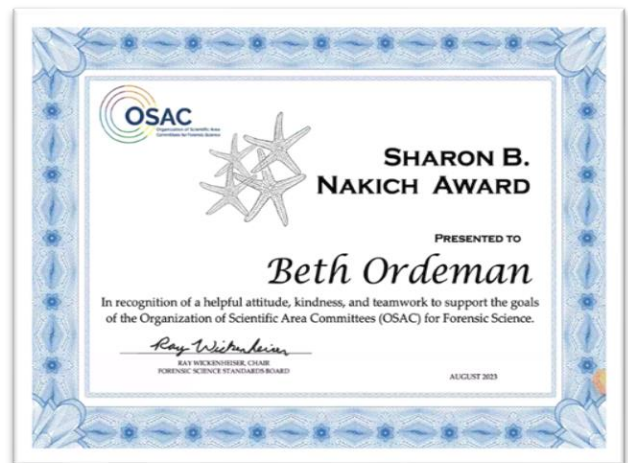 OSAC
Organization of Scientific Area
Committees for Forensic Science
SHARON B.
NAKICH AWARD
PRESENTED TO
Beth Ordeman
In recognition of a helpful attitude, kindness, and teamwork to support the goals
of the Organization of Scientific Area Committees (OSAC) for Forensic Science.
Ray Wickenheiser
RAY WICKENHEISER, CHAIR
FORENSIC SCIENCE STANDARDS BOARD
AUGUST 2023